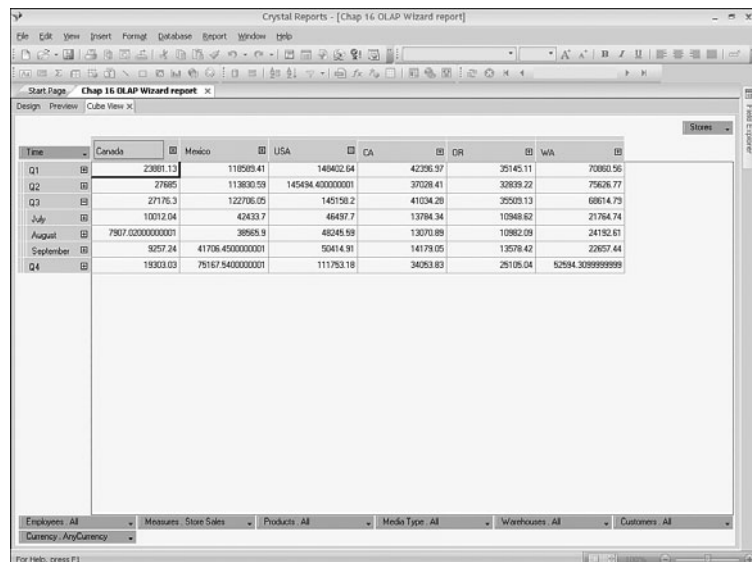 Crystal Reports - [Chap 16 OLAP Wizard report]
File Edit View Insert Format Database Report Window Help
Start Page Chap 16 OLAP Wizard report ×
Design Preview Cube View X
Stores
Time Canada Mexico USA CA OR WA
Q1 23881.13 118589.41 148402.64 42396.97 35145.11 70860.56
Q2 27685 113830.59 145494.400000001 37028.41 32839.22 75626.77
Q3 27176.3 122706.05 145158.2 41034.28 35509.13 68614.79
July 10012.04 42433.7 46497.7 13784.34 10948.62 21764.74
August 7907.02000000001 38565.9 48245.59 13070.89 10982.09 24192.61
September 9257.24 41706.4500000001 50414.91 14179.05 13578.42 22657.44
Q4 19303.03 75167.5400000001 111753.18 34053.83 25105.04 52594.3099999999
Employees . All Measures . Store Sales Products . All Media Type . All Warehouses . All Customers . All
Currency . AnyCurrency
For Help, press F1
Field Explorer